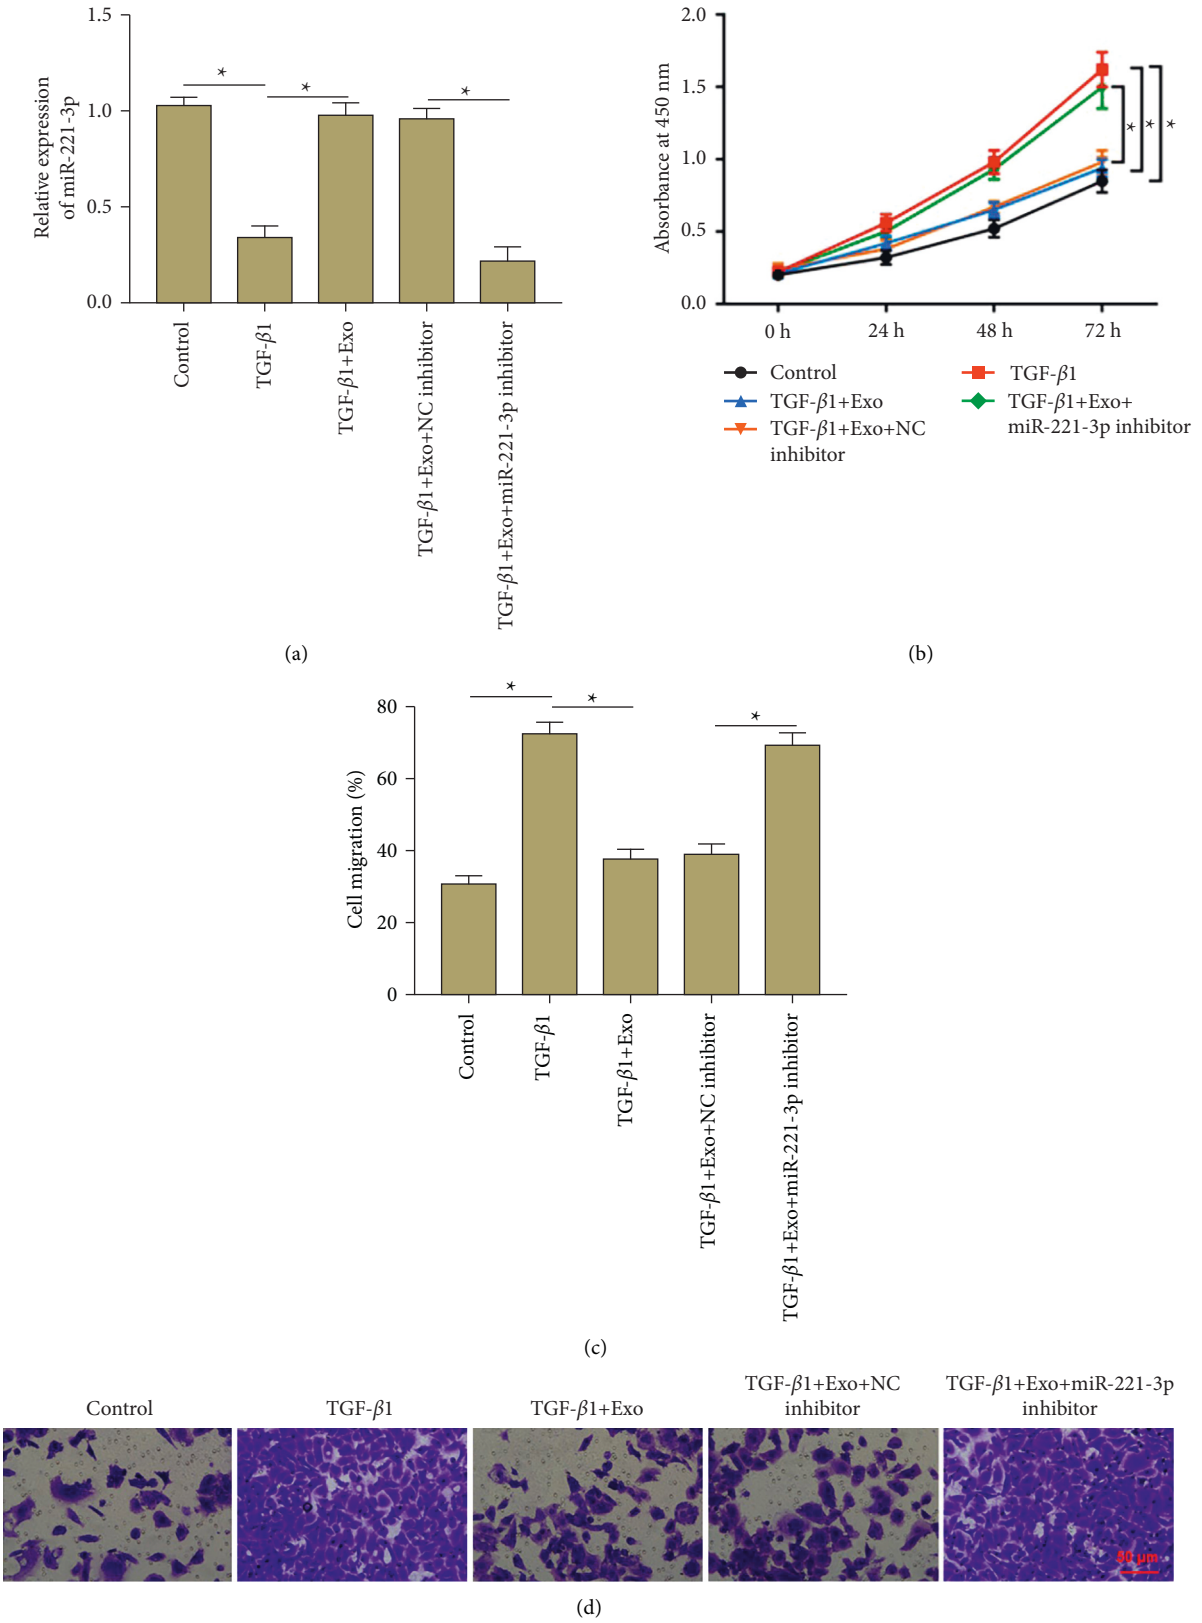 1.5
1.0
0.5
0.0
Relative expression
of miR-221-3p
*
*
*
Control
TGF-β1
TGF-β1+Exo
TGF-β1+Exo+NC inhibitor
TGF-β1+Exo+miR-221-3p inhibitor
(a)
2.0
1.5
1.0
0.5
0.0
Absorbance at 450 nm
*
*
*
0 h
24 h
48 h
72 h
Control
TGF-β1+Exo
TGF-β1+Exo+NC
inhibitor
TGF-β1
TGF-β1+Exo+
miR-221-3p inhibitor
(b)
80
60
40
20
0
Cell migration (%)
*
*
*
Control
TGF-β1
TGF-β1+Exo
TGF-β1+Exo+NC inhibitor
TGF-β1+Exo+miR-221-3p inhibitor
(c)
Control
TGF-β1
TGF-β1+Exo
TGF-β1+Exo+NC
inhibitor
TGF-β1+Exo+miR-221-3p
inhibitor
50 μm
(d)